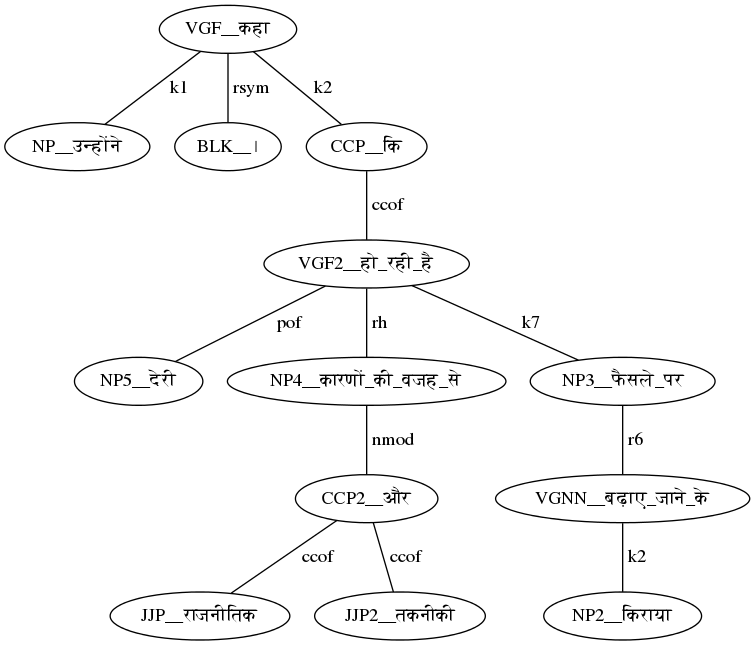 VGF__कहा
k1 rsym k2
NP__उन्होंने BLK__। CCP__कि
ccof
VGF2__हो_रही_है
pof rh k7
NP5__देरी NP4__कारणों_की_वजह_से NP3__फैसले_पर
nmod r6
CCP2__और VGNN__बढ़ाए_जाने_के
ccof ccof k2
JJP__राजनीतिक JJP2__तकनीकी NP2__किराया